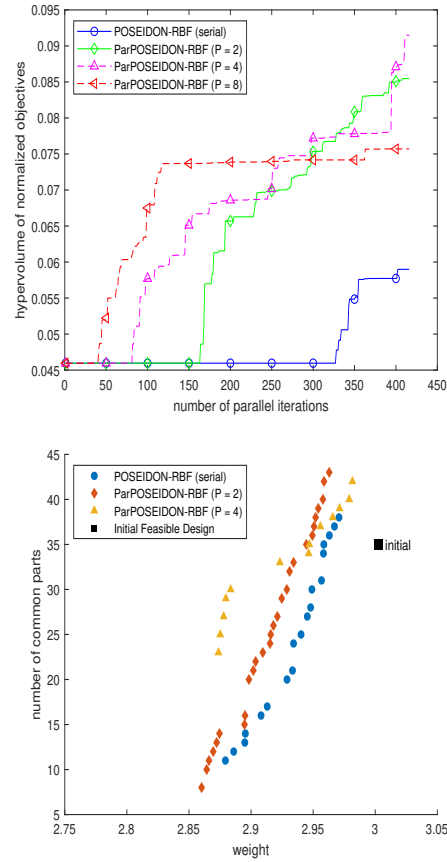 0.095
0.09
0.085
0.08
0.075
0.07
0.065
0.06
0.055
0.05
0.045
hypervolume of normalized objectives
POSEIDON-RBF (serial)
ParPOSEIDON-RBF (P = 2)
ParPOSEIDON-RBF (P = 4)
ParPOSEIDON-RBF (P = 8)
0 50 100 150 200 250 300 350 400 450
number of parallel iterations
45
40
35
30
25
20
15
10
5
number of common parts
POSEIDON-RBF (serial)
ParPOSEIDON-RBF (P = 2)
ParPOSEIDON-RBF (P = 4)
Initial Feasible Design
initial
2.75 2.8 2.85 2.9 2.95 3 3.05
weight